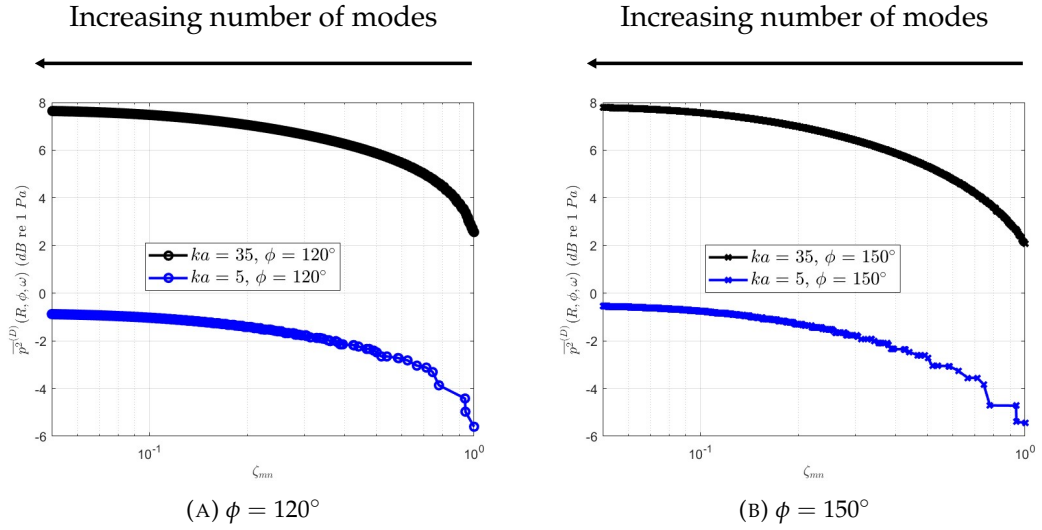 Increasing number of modes
8
6
4
2
0
-2
-4
-6
10⁻¹
10⁰
ζₘₙ
p²⁽ᴰ⁾(R, φ, ω) (dB re 1 Pa)
ka = 35, φ = 120°
ka = 5, φ = 120°
(A) φ = 120°
Increasing number of modes
8
6
4
2
0
-2
-4
-6
10⁻¹
10⁰
ζₘₙ
p²⁽ᴰ⁾(R, φ, ω) (dB re 1 Pa)
ka = 35, φ = 150°
ka = 5, φ = 150°
(B) φ = 150°